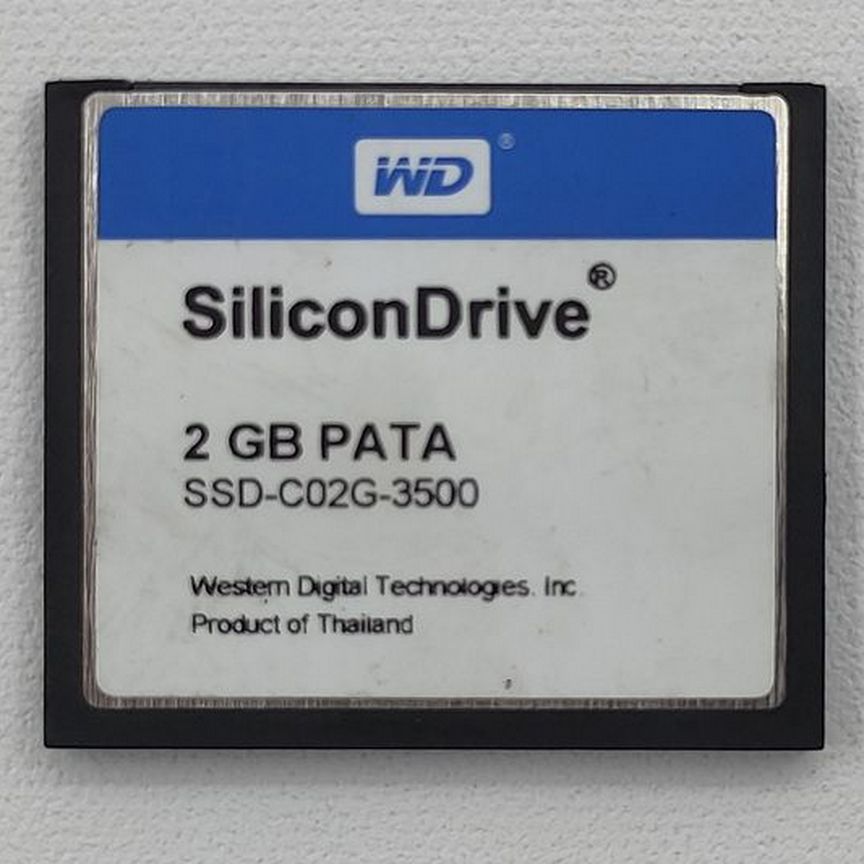 WD®
SiliconDrive®
2 GB PATA
SSD-C02G-3500
Western Digital Technologies. Inc
Product of Thailand